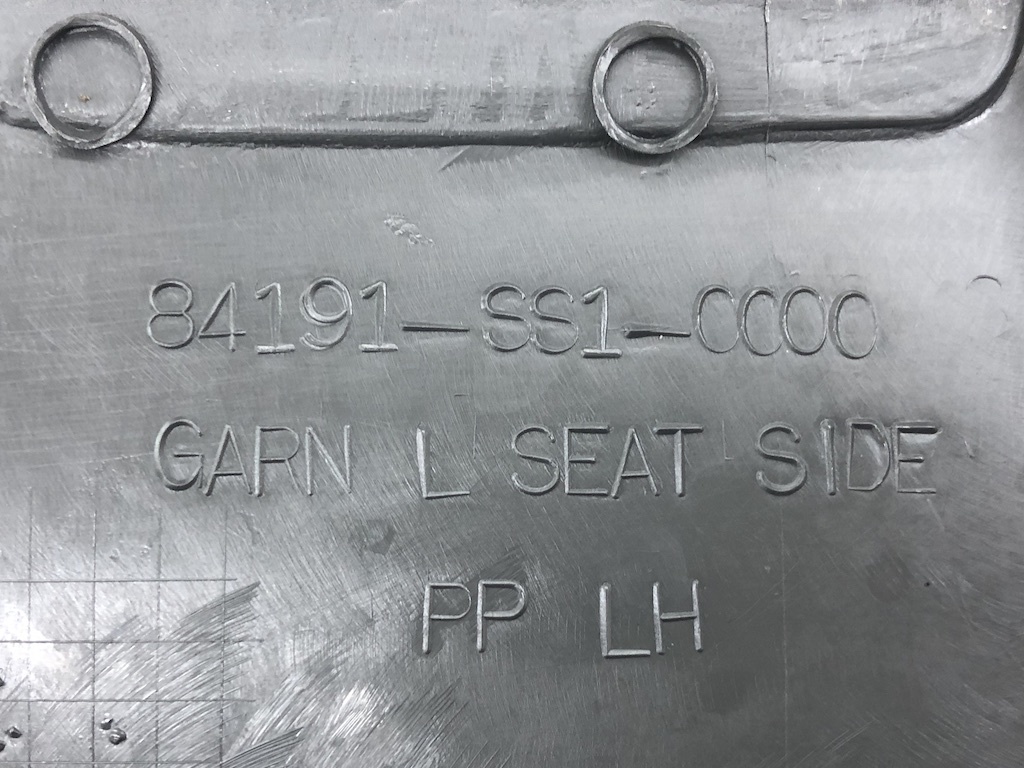 84191-SS1-0000
GARN L SEAT SIDE
PP LH